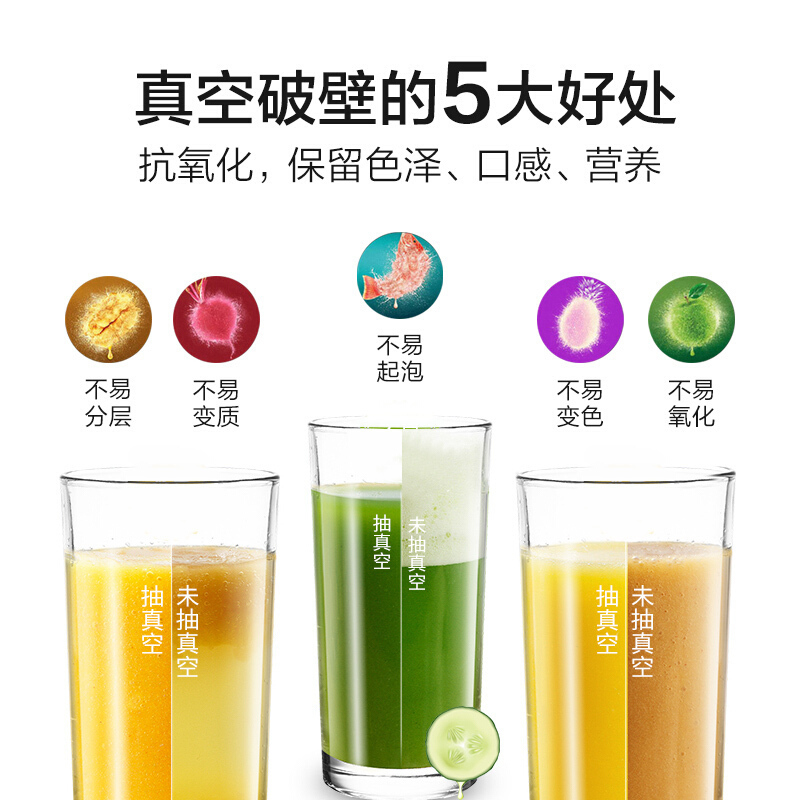 真空破壁的5大好处
抗氧化, 保留色泽、口感、营养
不易
分层
不易
变质
不易
起泡
不易
变色
不易
氧化
抽真空
未抽真空
抽真空
未抽真空
抽真空
未抽真空